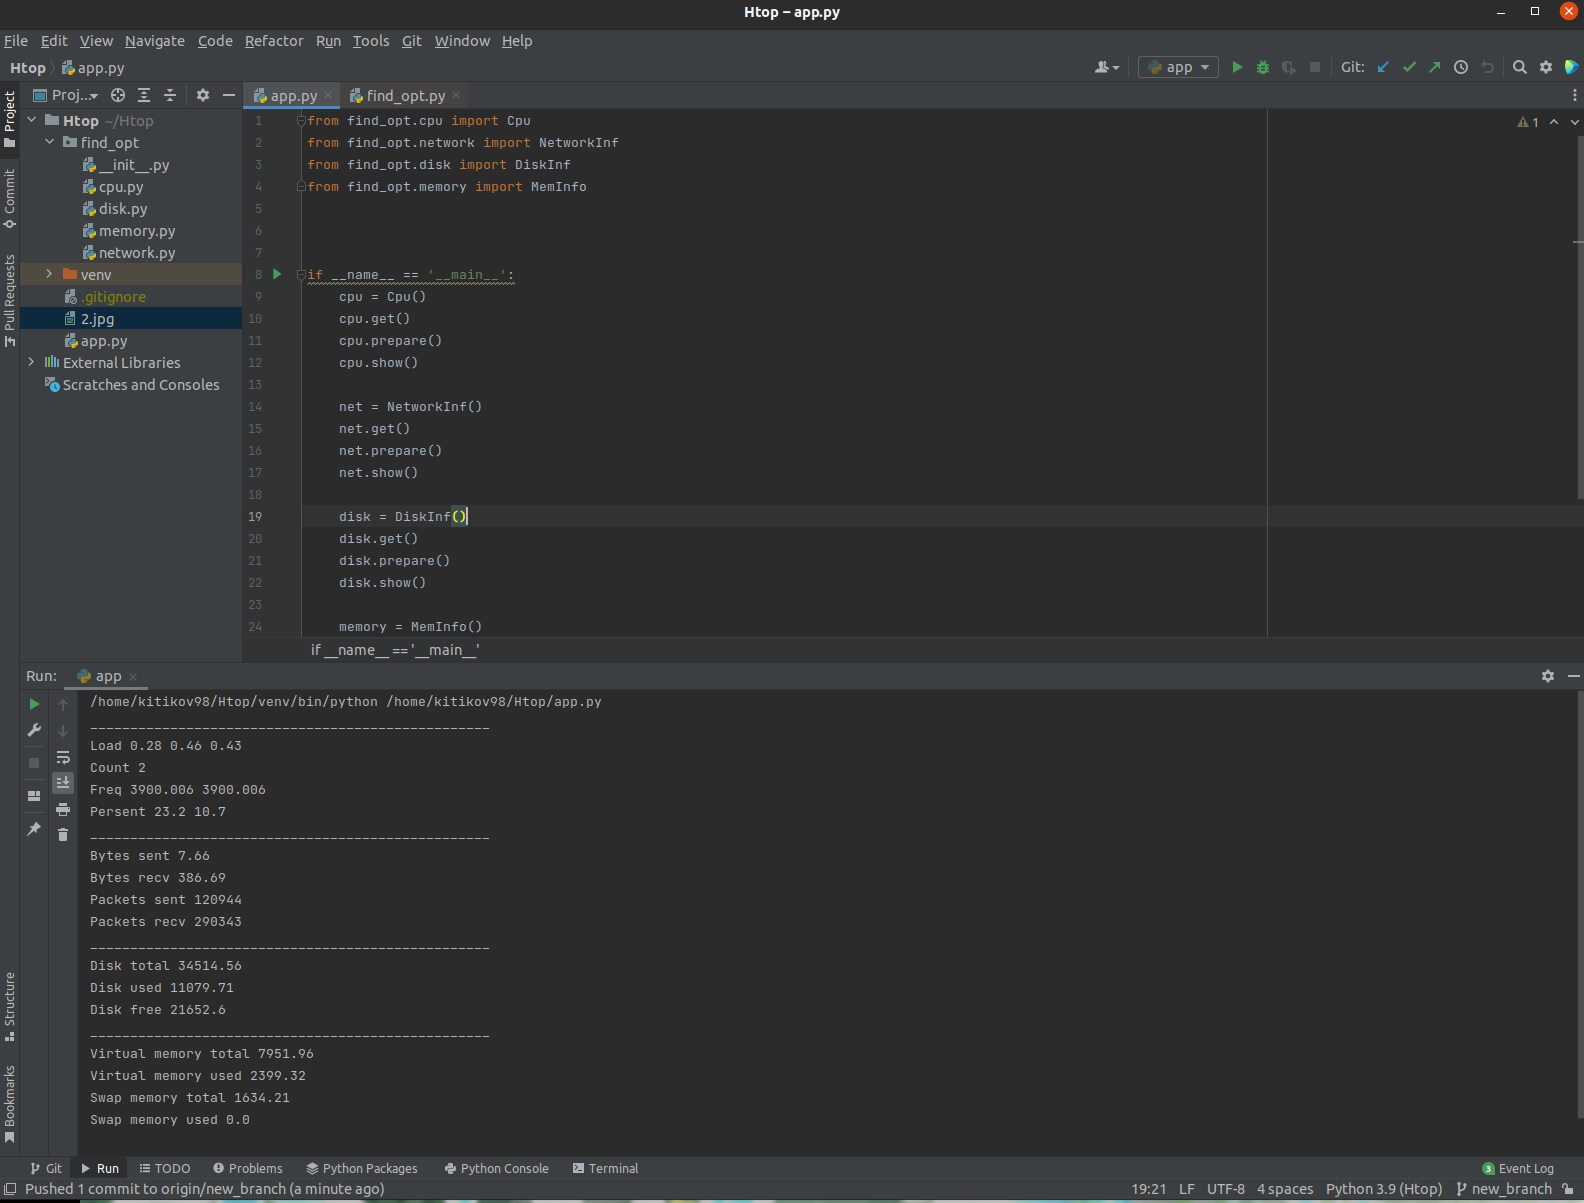 Htop – app.py
File Edit View Navigate Code Refactor Run Tools Git Window Help
Htop app.py
app
Git:
Proj...
app.py
find_opt.py
Project
Commit
Pull Requests
Structure
Bookmarks
Htop ~/Htop
find_opt
__init__.py
cpu.py
disk.py
memory.py
network.py
venv
.gitignore
2.jpg
app.py
External Libraries
Scratches and Consoles
1
1 from find_opt.cpu import Cpu
2 from find_opt.network import NetworkInf
3 from find_opt.disk import DiskInf
4 from find_opt.memory import MemInfo
5
6
7
8 if __name__ == '__main__':
9 cpu = Cpu()
10 cpu.get()
11 cpu.prepare()
12 cpu.show()
13
14 net = NetworkInf()
15 net.get()
16 net.prepare()
17 net.show()
18
19 disk = DiskInf()
20 disk.get()
21 disk.prepare()
22 disk.show()
23
24 memory = MemInfo()
if __name__ == '__main__'
Run: app
/home/kitikov98/Htop/venv/bin/python /home/kitikov98/Htop/app.py
__________________________________________________
Load 0.28 0.46 0.43
Count 2
Freq 3900.006 3900.006
Persent 23.2 10.7
__________________________________________________
Bytes sent 7.66
Bytes recv 386.69
Packets sent 120944
Packets recv 290343
__________________________________________________
Disk total 34514.56
Disk used 11079.71
Disk free 21652.6
__________________________________________________
Virtual memory total 7951.96
Virtual memory used 2399.32
Swap memory total 1634.21
Swap memory used 0.0
Git Run TODO Problems Python Packages Python Console Terminal 3 Event Log
Pushed 1 commit to origin/new_branch (a minute ago) 19:21 LF UTF-8 4 spaces Python 3.9 (Htop) new_branch